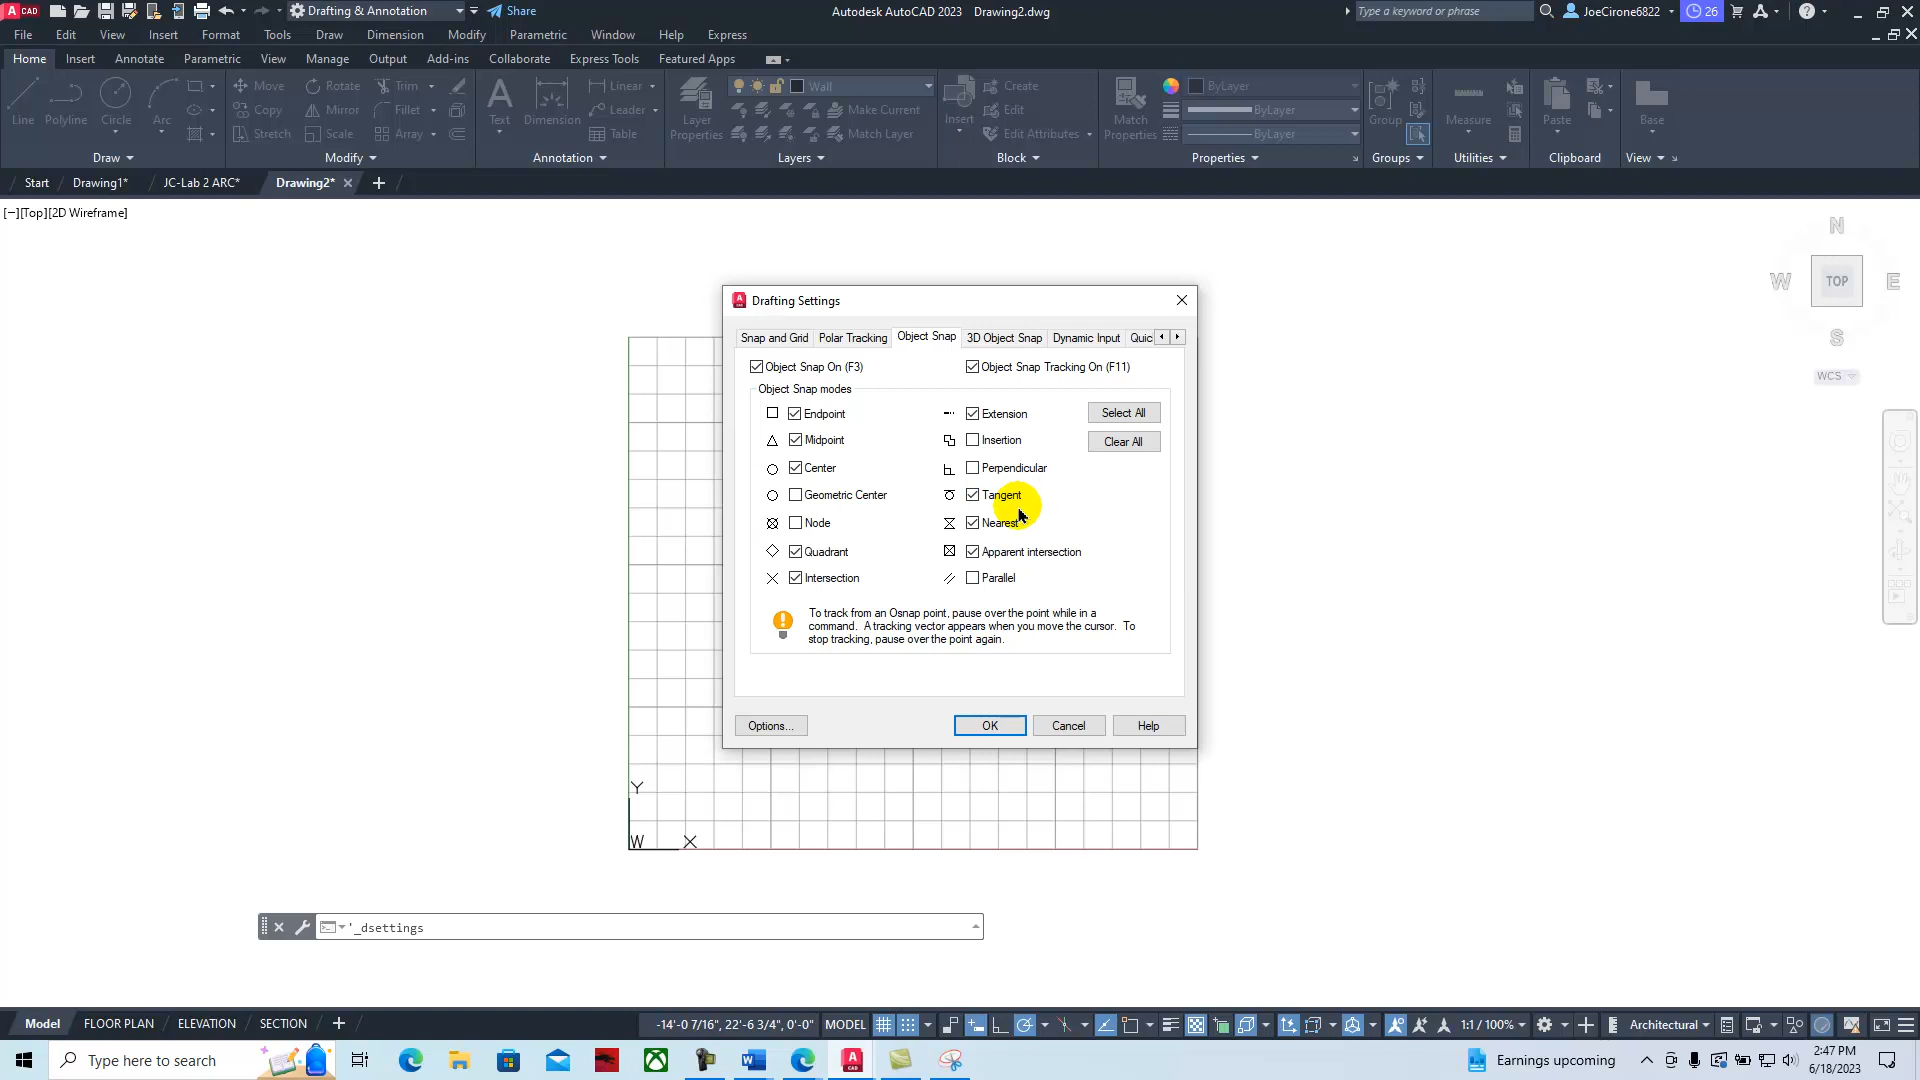 A CAD Drafting & Annotation Share Autodesk AutoCAD 2023 Drawing2.dwg Type a keyword or phrase JoeCirone6822 26
File Edit View Insert Format Tools Draw Dimension Modify Parametric Window Help Express
Home Insert Annotate Parametric View Manage Output Add-ins Collaborate Express Tools Featured Apps
Line Polyline Circle Arc
Move Rotate Trim
Copy Mirror Fillet
Stretch Scale Array
Text Dimension
Linear
Leader
Table
Layer Properties
Wall
Make Current
Match Layer
Insert
Create
Edit
Edit Attributes
Match Properties
ByLayer
ByLayer
ByLayer
Group
Measure
Paste
Base
Draw Modify Annotation Layers Block Properties Groups Utilities Clipboard View
Start Drawing1* JC-Lab 2 ARC* Drawing2*
[−][Top][2D Wireframe]
N
W TOP E
S
WCS
A CAD Drafting Settings
Snap and Grid Polar Tracking Object Snap 3D Object Snap Dynamic Input Quic
Object Snap On (F3) Object Snap Tracking On (F11)
Object Snap modes
Endpoint Extension Select All
Midpoint Insertion Clear All
Center Perpendicular
Geometric Center Tangent
Node Nearest
Quadrant Apparent intersection
Intersection Parallel
To track from an Osnap point, pause over the point while in a
command. A tracking vector appears when you move the cursor. To
stop tracking, pause over the point again.
Options... OK Cancel Help
Y
W X
'_dsettings
Model FLOOR PLAN ELEVATION SECTION -14'-0 7/16", 22'-6 3/4", 0'-0" MODEL 1:1 / 100% Architectural
Type here to search Earnings upcoming 2:47 PM
6/18/2023